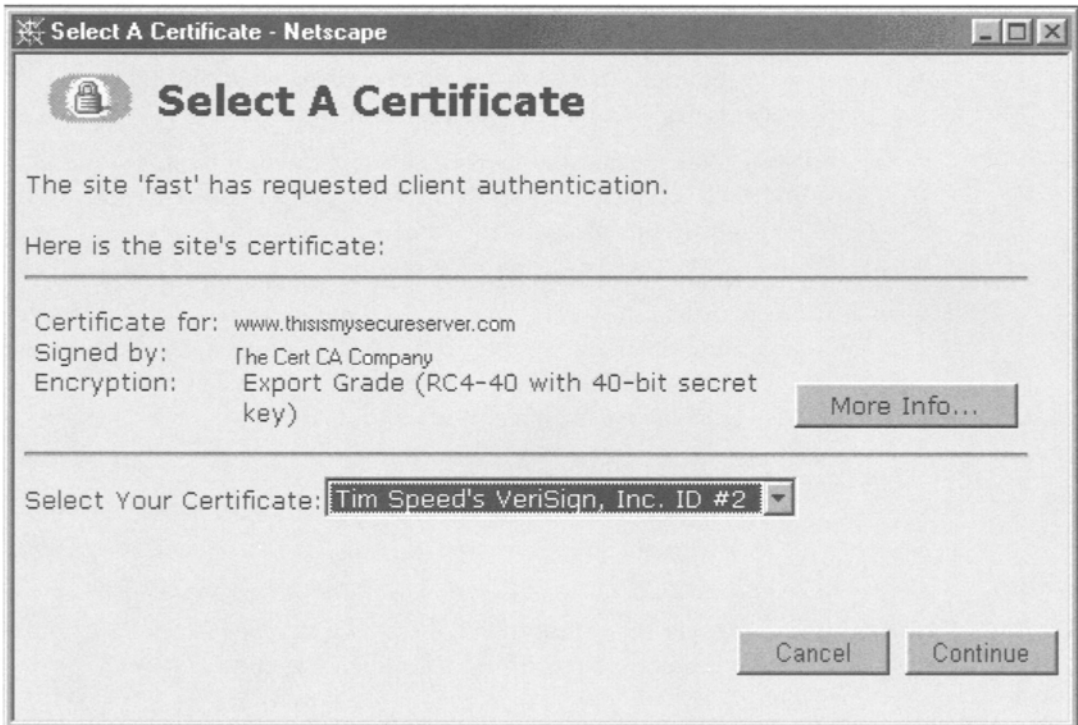 Select A Certificate - Netscape
Select A Certificate
The site 'fast' has requested client authentication.
Here is the site's certificate:
Certificate for: www.thisismysecureserver.com
Signed by: The Cert CA Company
Encryption: Export Grade (RC4-40 with 40-bit secret
key)
More Info...
Select Your Certificate: Tim Speed's VeriSign, Inc. ID #2
Cancel Continue